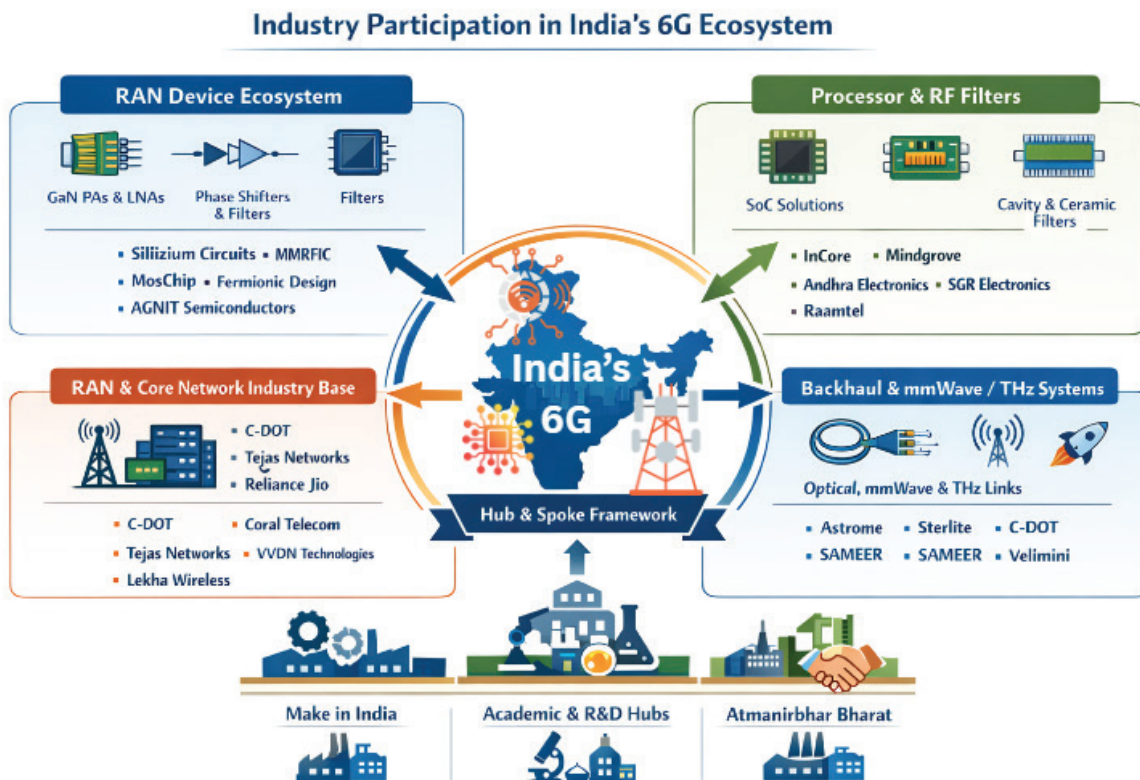 Industry Participation in India's 6G Ecosystem
RAN Device Ecosystem
GaN PAs & LNAs
Phase Shifters
& Filters
Filters
▪ Siliizium Circuits ▪ MMRFIC
▪ MosChip ▪ Fermionic Design
▪ AGNIT Semiconductors
Processor & RF Filters
SoC Solutions
Cavity & Ceramic
Filters
▪ InCore ▪ Mindgrove
▪ Andhra Electronics ▪ SGR Electronics
▪ Raamtel
India's
6G
Hub & Spoke Framework
RAN & Core Network Industry Base
▪ C-DOT
▪ Tejas Networks
▪ Reliance Jio
▪ C-DOT ▪ Coral Telecom
▪ Tejas Networks ▪ VVDN Technologies
▪ Lekha Wireless
Backhaul & mmWave / THz Systems
Optical, mmWave & THz Links
▪ Astrome ▪ Sterlite ▪ C-DOT
▪ SAMEER ▪ SAMEER ▪ Velimini
Make in India
Academic & R&D Hubs
Atmanirbhar Bharat